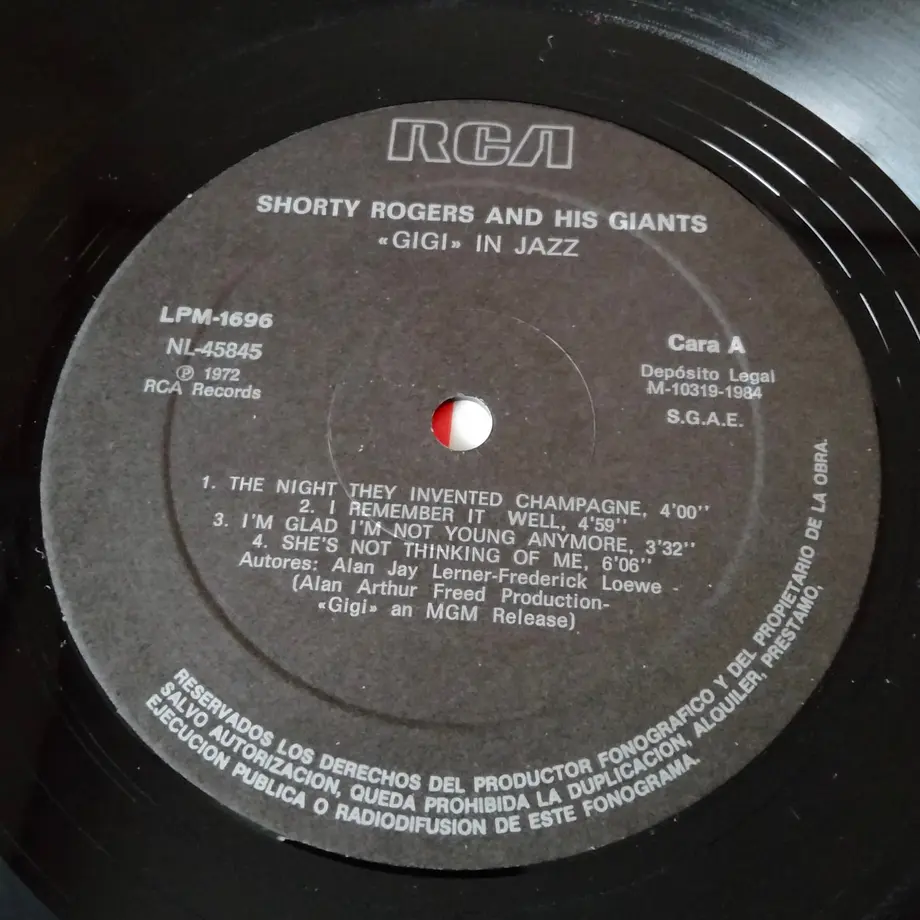 RCA
SHORTY ROGERS AND HIS GIANTS
«GIGI» IN JAZZ
LPM-1696
NL-45845
Ⓟ 1972
RCA Records
Cara A
Depósito Legal
M-10319-1984
S.G.A.E.
1. THE NIGHT THEY INVENTED CHAMPAGNE, 4'00''
2. I REMEMBER IT WELL, 4'59''
3. I'M GLAD I'M NOT YOUNG ANYMORE, 3'32''
4. SHE'S NOT THINKING OF ME, 6'06''
Autores: Alan Jay Lerner-Frederick Loewe -
(Alan Arthur Freed Production-
«Gigi» an MGM Release)
RESERVADOS LOS DERECHOS DEL PRODUCTOR FONOGRAFICO Y DEL PROPIETARIO DE LA OBRA.
SALVO AUTORIZACION, QUEDA PROHIBIDA LA DUPLICACION, ALQUILER, PRESTAMO,
EJECUCION PUBLICA O RADIODIFUSION DE ESTE FONOGRAMA.